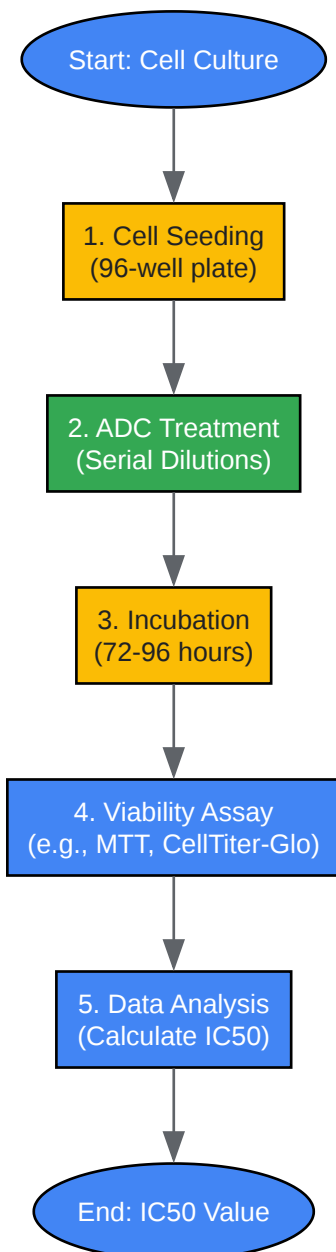 Start: Cell Culture
1. Cell Seeding
(96-well plate)
2. ADC Treatment
(Serial Dilutions)
3. Incubation
(72-96 hours)
4. Viability Assay
(e.g., MTT, CellTiter-Glo)
5. Data Analysis
(Calculate IC50)
End: IC50 Value